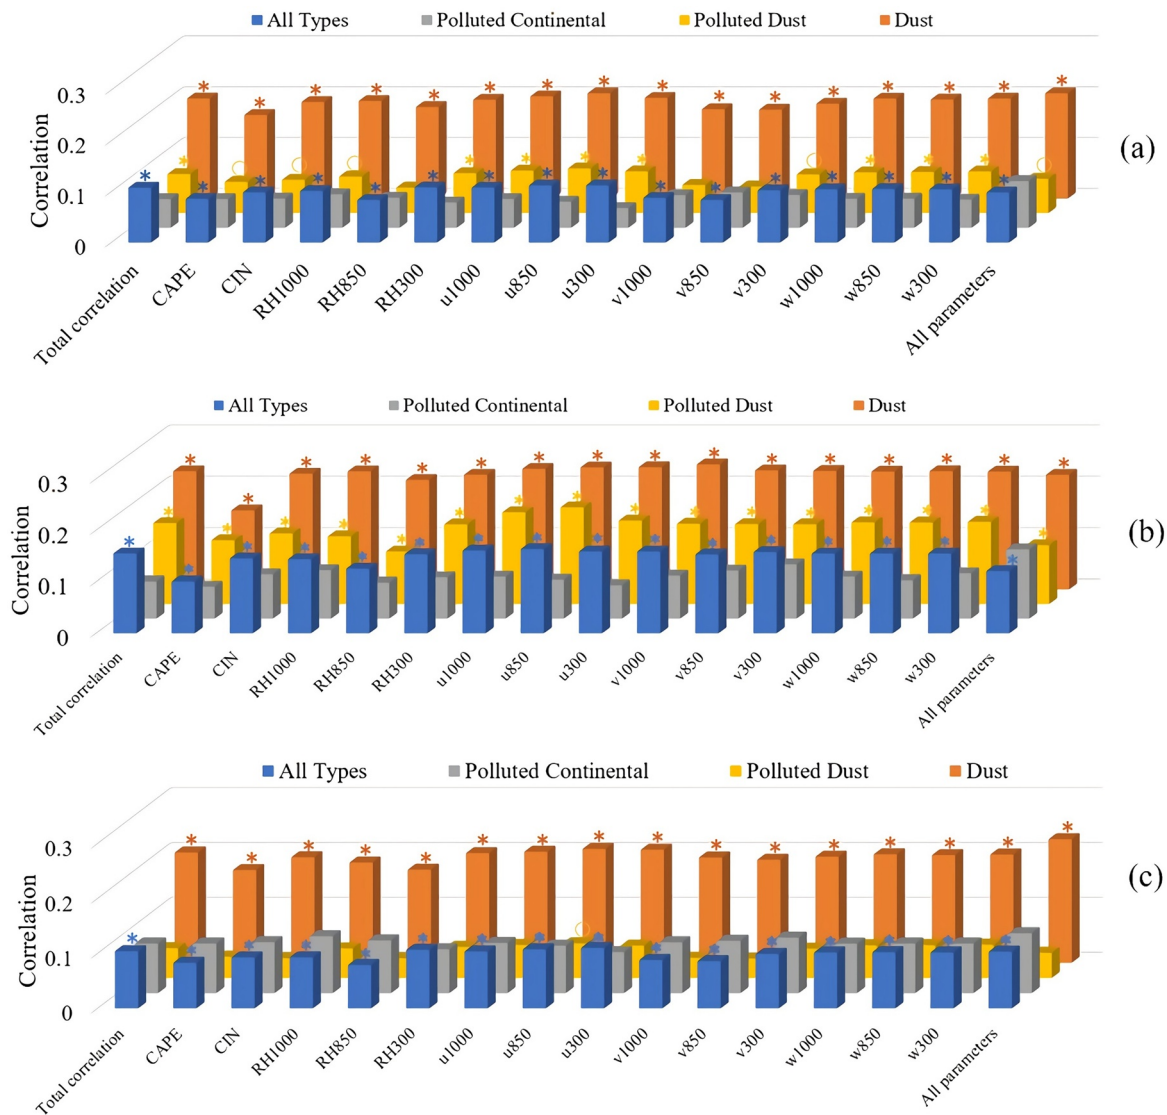 All Types Polluted Continental Polluted Dust Dust
Correlation
0.3
0.2
0.1
0
(a)
Total correlation CAPE CIN RH1000 RH850 RH300 u1000 u850 u300 v1000 v850 v300 w1000 w850 w300 All parameters
All Types Polluted Continental Polluted Dust Dust
Correlation
0.3
0.2
0.1
0
(b)
Total correlation CAPE CIN RH1000 RH850 RH300 u1000 u850 u300 v1000 v850 v300 w1000 w850 w300 All parameters
All Types Polluted Continental Polluted Dust Dust
Correlation
0.3
0.2
0.1
0
(c)
Total correlation CAPE CIN RH1000 RH850 RH300 u1000 u850 u300 v1000 v850 v300 w1000 w850 w300 All parameters